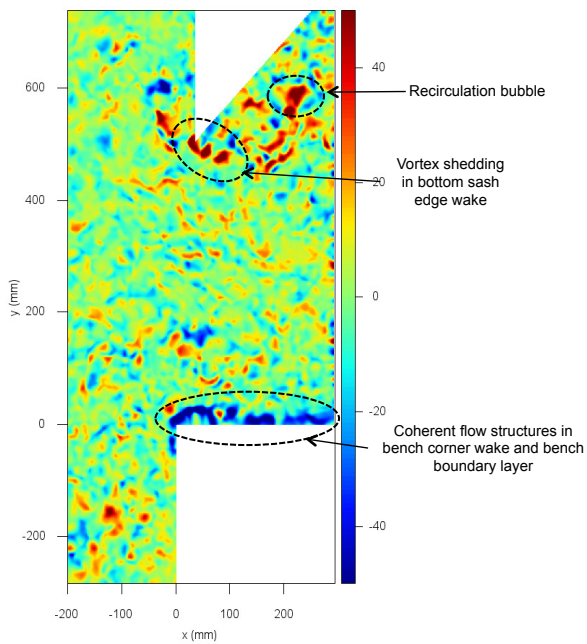 600
400
200
0
-200
y (mm)
-200
-100
0
100
200
x (mm)
40
20
0
-20
-40
Recirculation bubble
Vortex shedding
in bottom sash
edge wake
Coherent flow structures in
bench corner wake and bench
boundary layer